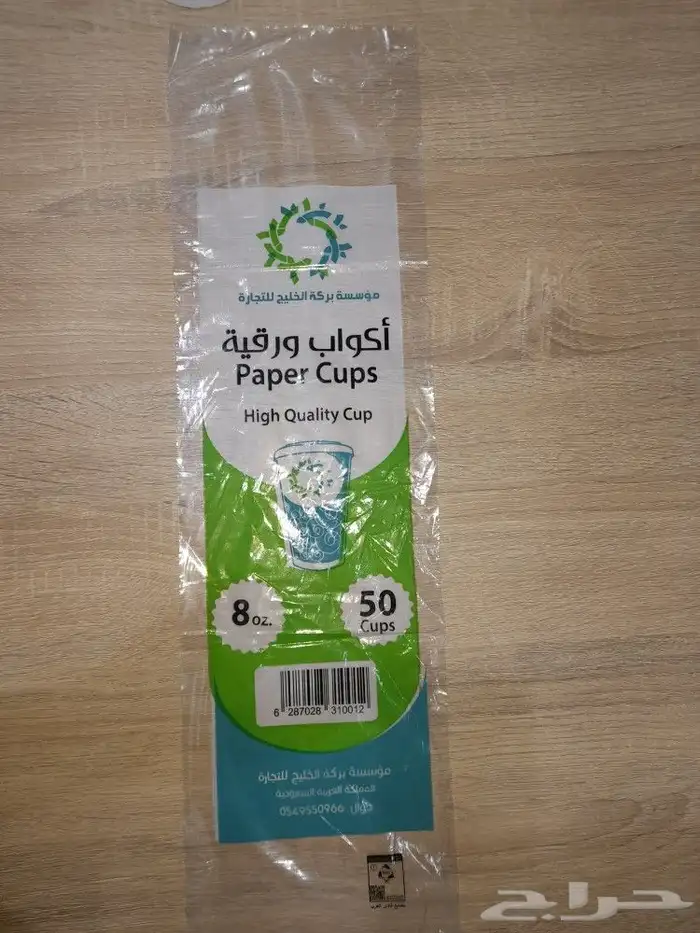 مؤسسة بركة الخليج للتجارة
أكواب ورقية
Paper Cups
High Quality Cup
8 oz.
50 Cups
6 287028 310012
مؤسسة بركة الخليج للتجارة
المملكة العربية السعودية
جوال: 0549550966
حراج